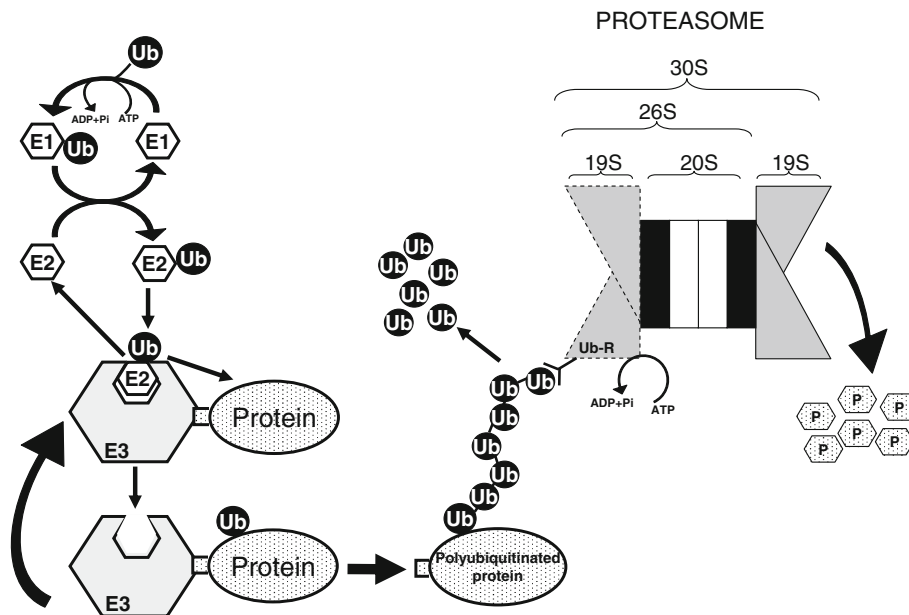 PROTEASOME
30S
26S
19S 20S 19S
Ub
ADP+Pi ATP
E1 Ub E1
E2 E2 Ub
Ub
E2
E3
Protein
Ub
E3
Protein
Ub
Ub
Ub
Ub
Ub
Ub
Ub
Ub-R
ADP+Pi ATP
Ub
Ub
Ub
Ub
Ub
Ub
Ub
Polyubiquitinated
protein
P
P
P
P
P
P